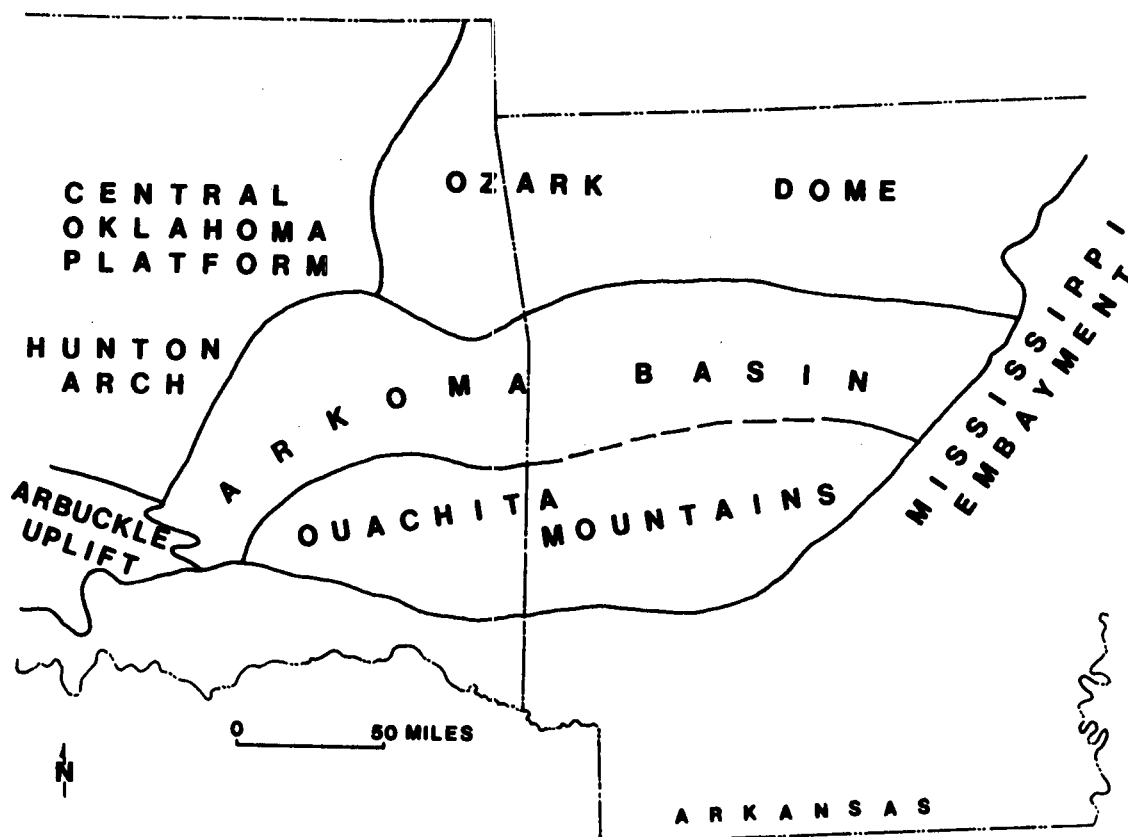 CENTRAL
OKLAHOMA
PLATFORM
OZARK DOME
HUNTON
ARCH
ARKOMA BASIN
MISSISSIPPI
EMBAYMENT
ARBUCKLE
UPLIFT
OUACHITA
MOUNTAINS
0 50 MILES
N
ARKANSAS